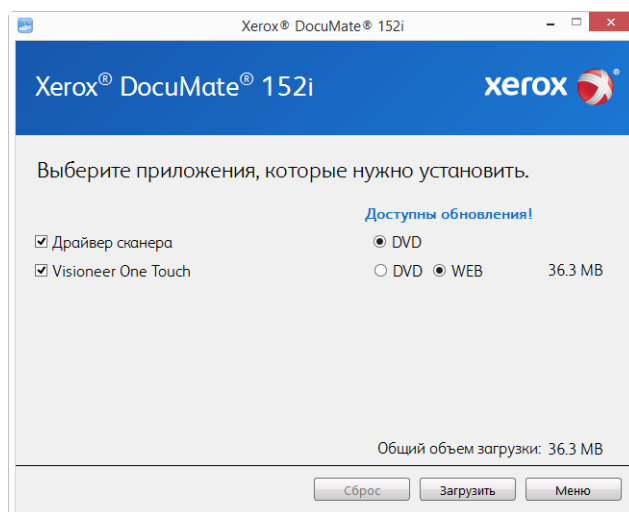 Xerox® DocuMate® 152i
Xerox® DocuMate® 152i
xerox®
Выберите приложения, которые нужно установить.
Доступны обновления!
Драйвер сканера DVD
Visioneer One Touch DVD WEB 36.3 MB
Общий объем загрузки: 36.3 MB
Сброс Загрузить Меню